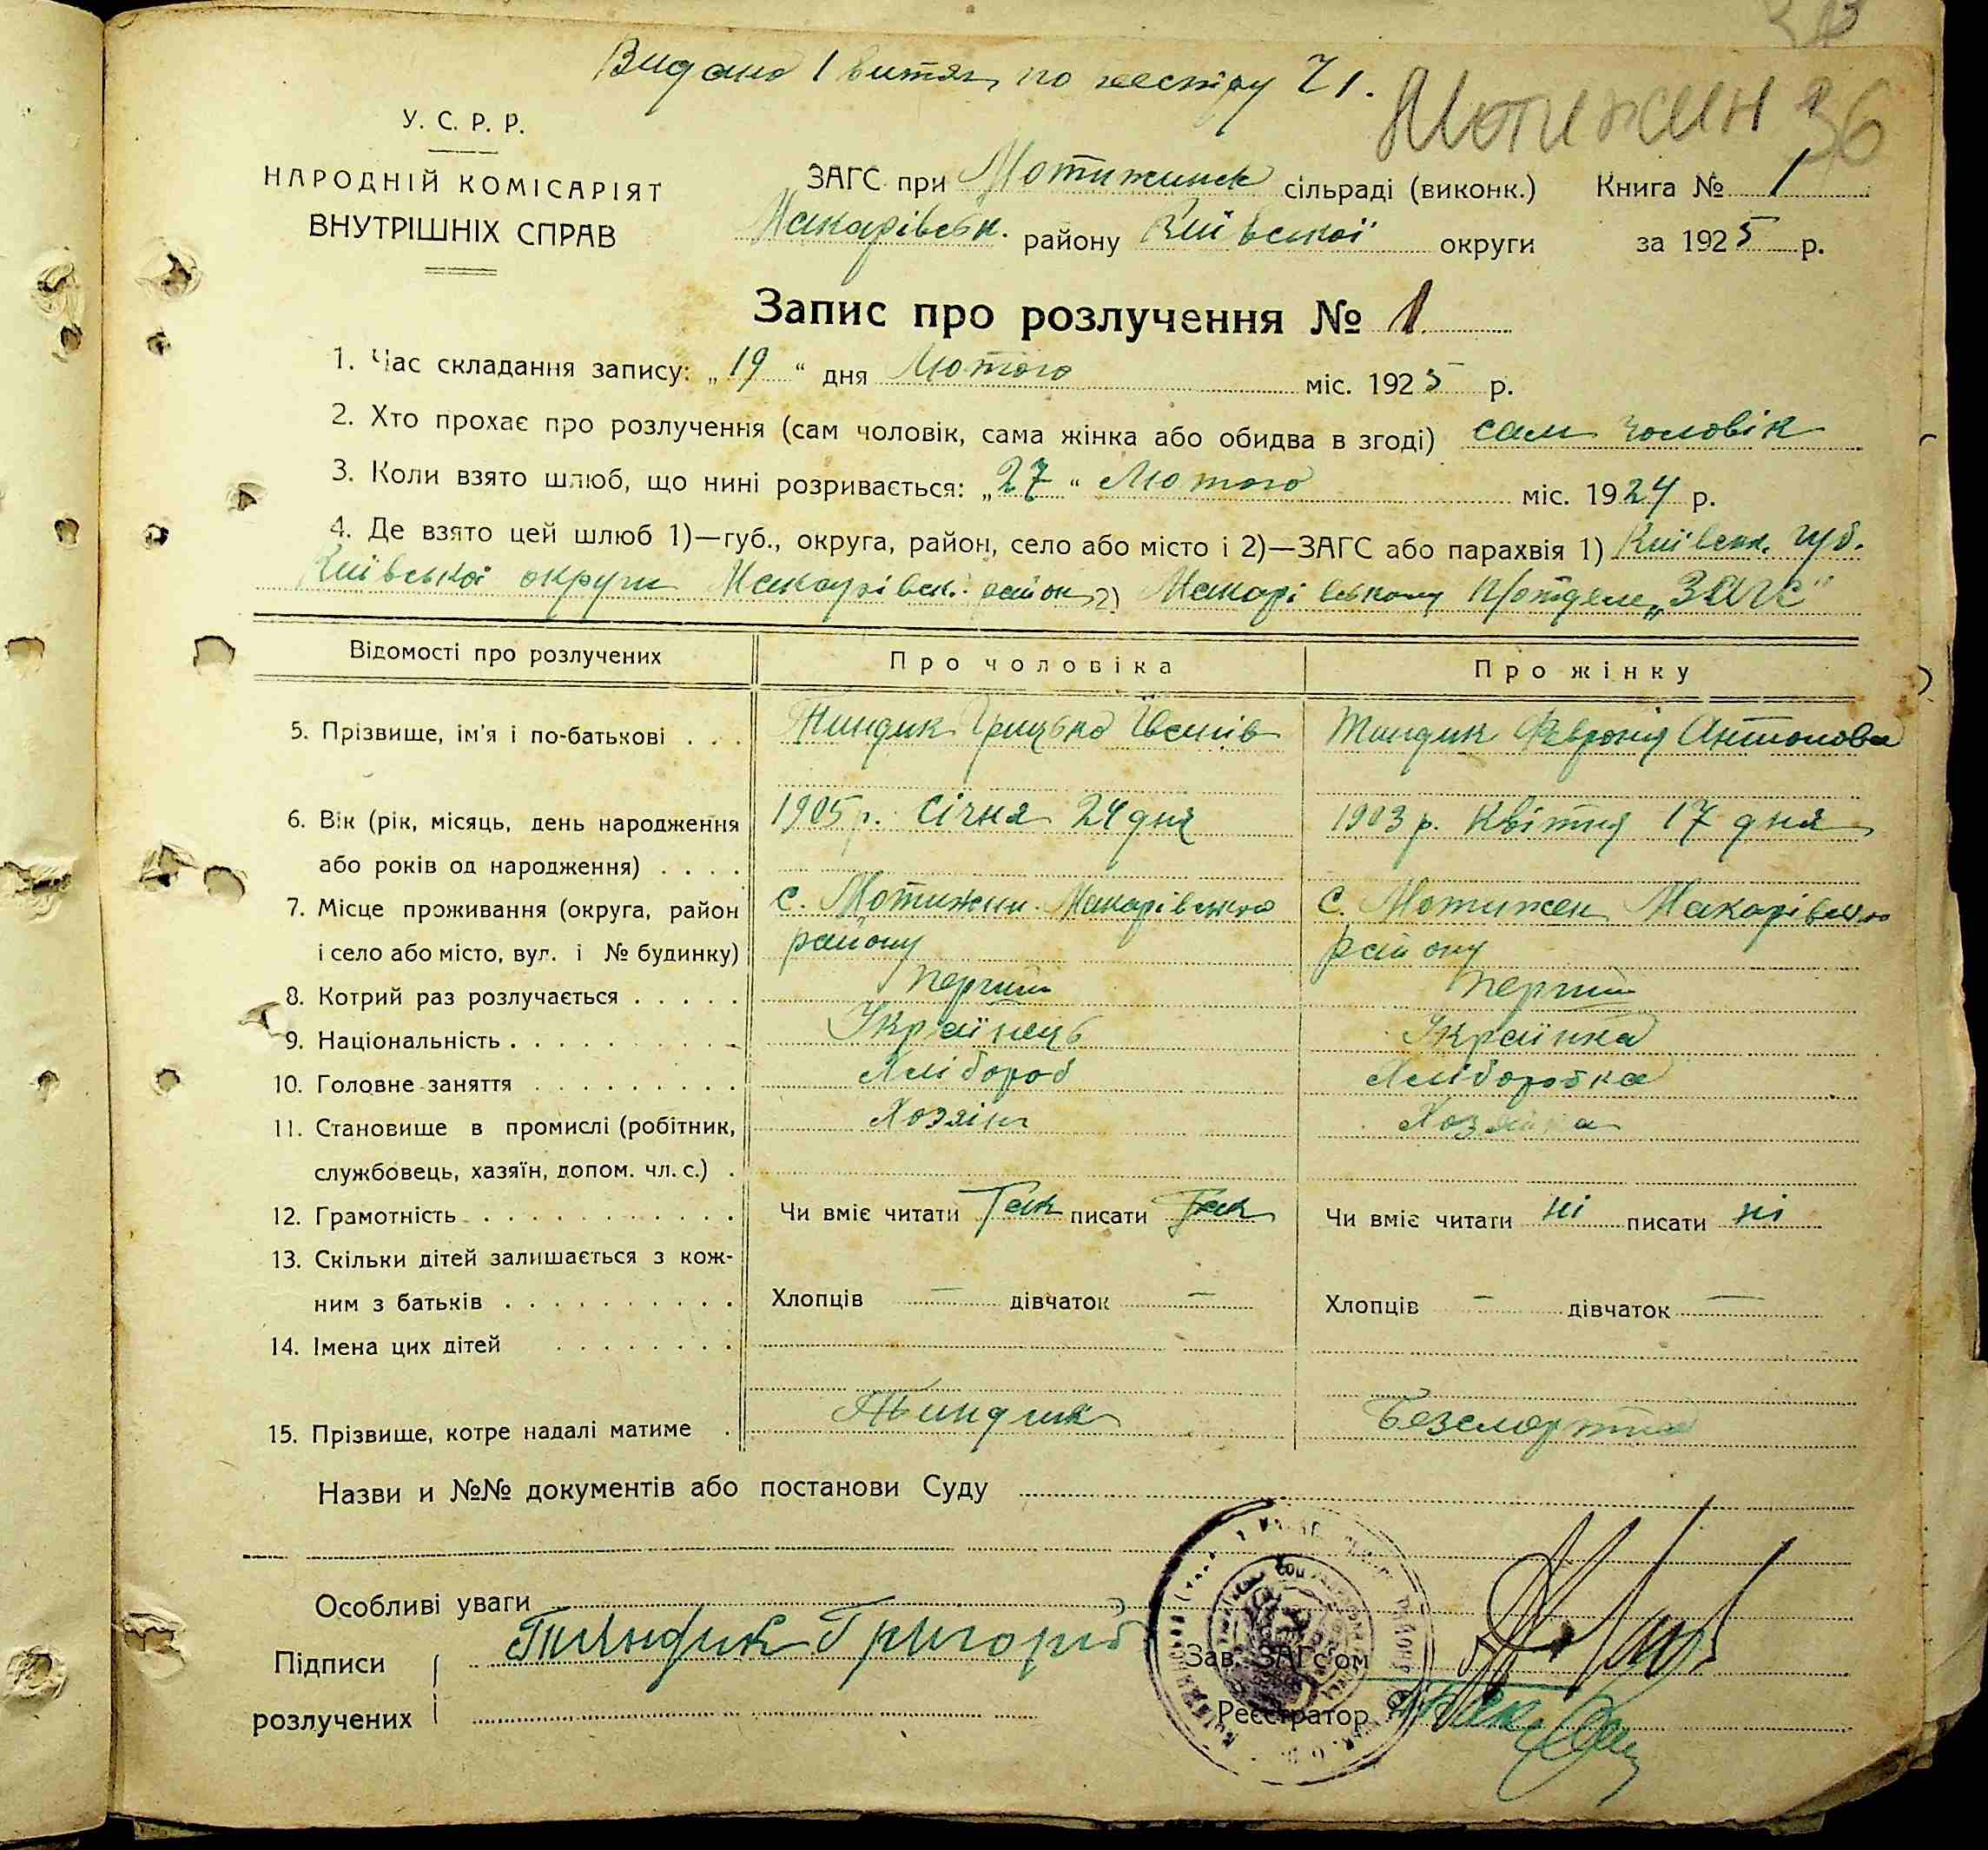 Видано 1 витяг по реєстру 71.
Мотижин 36
У. С. Р. Р.
НАРОДНІЙ КОМІСАРІЯТ
ВНУТРІШНІХ СПРАВ
ЗАГС при Мотижинск сільраді (виконк.) Книга № 1
Макарівськ. району Київської округи за 1925 р.
Запис про розлучення № 1
1. Час складання запису: „19“ дня Лютого міс. 1925 р.
2. Хто прохає про розлучення (сам чоловік, сама жінка або обидва в згоді) сам чоловік
3. Коли взято шлюб, що нині розривається: „27“ Лютого міс. 1924 р.
4. Де взято цей шлюб 1)—губ., округа, район, село або місто і 2)—ЗАГС або парахвія 1) Київськ. губ.
Київської округи Макарівськ. район 2) Макарівському П/отделе „ЗАГС"
Відомості про розлучених Про чоловіка Про жінку
5. Прізвище, ім'я і по-батькові . . . Тиндик Грицько Іванів Тиндик Февронія Антонова
6. Вік (рік, місяць, день народження 1905 р. Січня 24 дня 1903 р. Квітня 17 дня
або років од народження) . . . .
7. Місце проживання (округа, район с. Мотижин Макарівського с. Мотижен Макарівського
і село або місто, вул. і № будинку) району району
8. Котрий раз розлучається . . . . . Перший Перший
9. Національність . . . . . . . . . . Українець Українка
10. Головне заняття . . . . . . . . . Хлібороб Хліборобка
11. Становище в промислі (робітник, Хозяін Хозяйка
службовець, хазяїн, допом. чл. с.) .
12. Грамотність . . . . . . . . . . . Чи вміє читати Так писати Так Чи вміє читати ні писати ні
13. Скільки дітей залишається з кож-
ним з батьків . . . . . . . . . . Хлопців — дівчаток — Хлопців — дівчаток —
14. Імена цих дітей . . . . . . . .
15. Прізвище, котре надалі матиме . Тиндик Безсмертна
Назви и №№ документів або постанови Суду
Особливі уваги
Підписи Тиндик Григорий Зав. ЗАГс'ом
розлучених Реєстратор